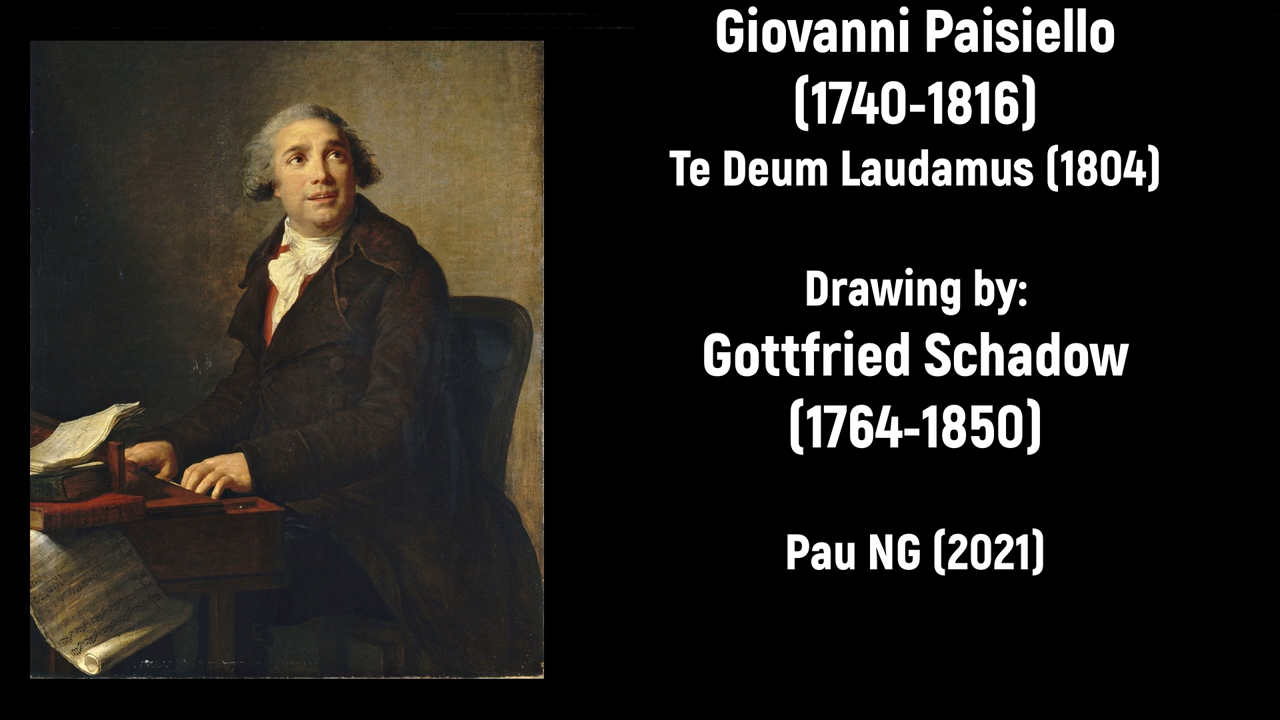 Giovanni Paisiello
(1740-1816)
Te Deum Laudamus (1804)
Drawing by:
Gottfried Schadow
(1764-1850)
Pau NG (2021)